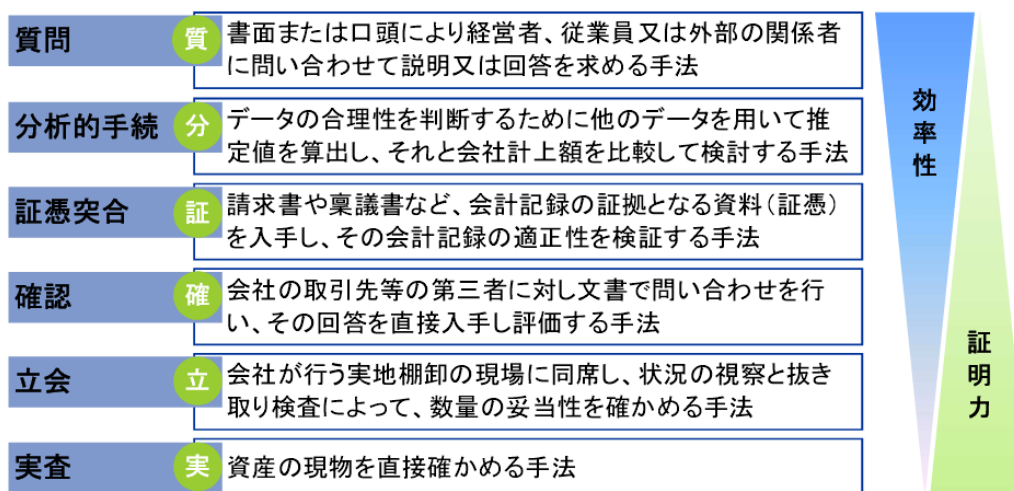 質問
質
書面または口頭により経営者、従業員又は外部の関係者
に問い合わせて説明又は回答を求める手法
分析的手続
分
データの合理性を判断するために他のデータを用いて推
定値を算出し、それと会社計上額を比較して検討する手法
証憑突合
証
請求書や稟議書など、会計記録の証拠となる資料（証憑）
を入手し、その会計記録の適正性を検証する手法
確認
確
会社の取引先等の第三者に対し文書で問い合わせを行
い、その回答を直接入手し評価する手法
立会
立
会社が行う実地棚卸の現場に同席し、状況の視察と抜き
取り検査によって、数量の妥当性を確かめる手法
実査
実
資産の現物を直接確かめる手法
効率性
証明力